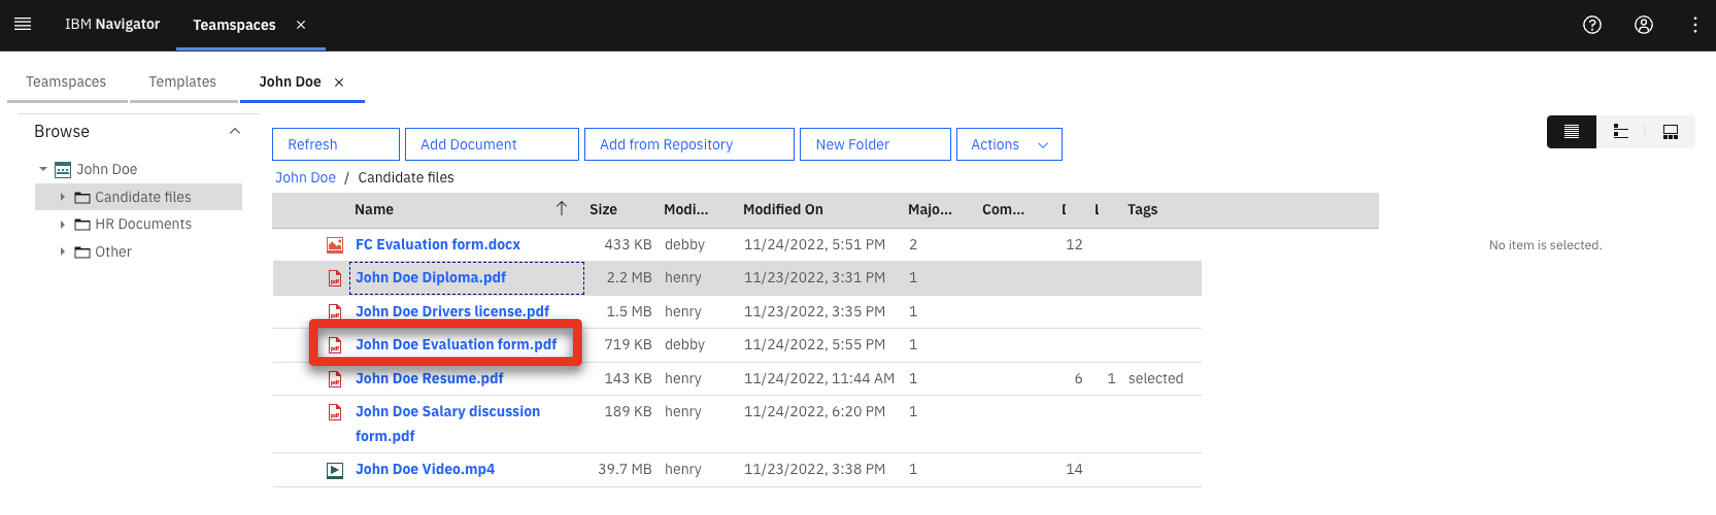 IBM Navigator Teamspaces
Teamspaces Templates John Doe
Browse
John Doe
Candidate files
HR Documents
Other
Refresh Add Document Add from Repository New Folder Actions
John Doe / Candidate files
Name Size Modi... Modified On Majo... Com... Tags
FC Evaluation form.docx 433 KB debby 11/24/2022, 5:51 PM 2 12
pdf John Doe Diploma.pdf 2.2 MB henry 11/23/2022, 3:31 PM 1
pdf John Doe Drivers license.pdf 1.5 MB henry 11/23/2022, 3:35 PM 1
pdf John Doe Evaluation form.pdf 719 KB debby 11/24/2022, 5:55 PM 1
pdf John Doe Resume.pdf 143 KB henry 11/24/2022, 11:44 AM 1 6 1 selected
pdf John Doe Salary discussion 189 KB henry 11/24/2022, 6:20 PM 1
form.pdf
John Doe Video.mp4 39.7 MB henry 11/23/2022, 3:38 PM 1 14
No item is selected.